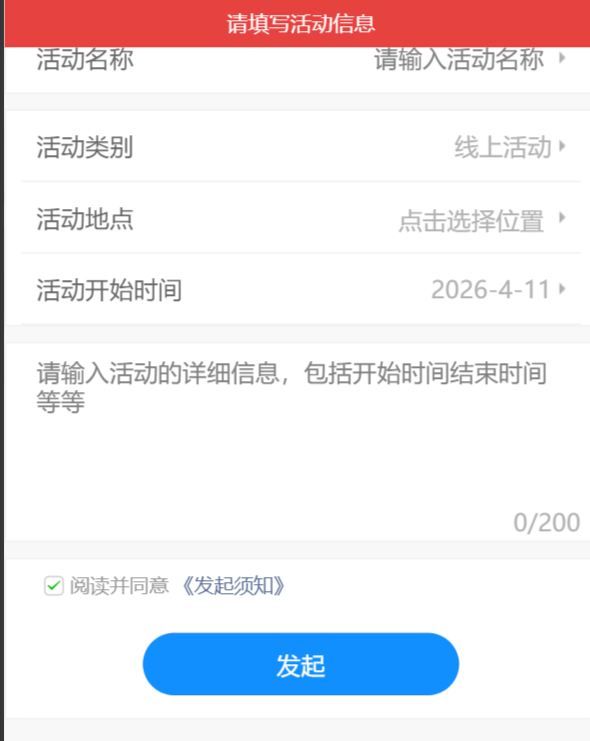 请填写活动信息
活动名称 请输入活动名称
活动类别 线上活动
活动地点 点击选择位置
活动开始时间 2026-4-11
请输入活动的详细信息，包括开始时间结束时间
等等
0/200
阅读并同意《发起须知》
发起